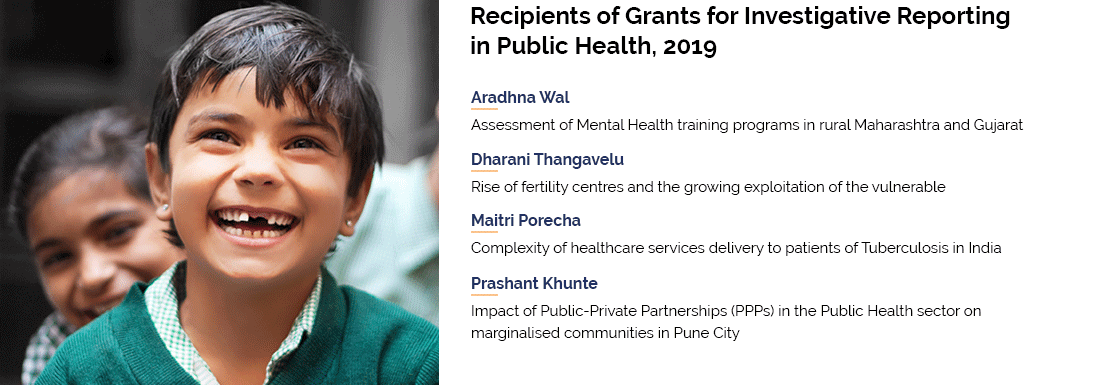 Recipients of Grants for Investigative Reporting
in Public Health, 2019
Aradhna Wal
Assessment of Mental Health training programs in rural Maharashtra and Gujarat
Dharani Thangavelu
Rise of fertility centres and the growing exploitation of the vulnerable
Maitri Porecha
Complexity of healthcare services delivery to patients of Tuberculosis in India
Prashant Khunte
Impact of Public-Private Partnerships (PPPs) in the Public Health sector on
marginalised communities in Pune City